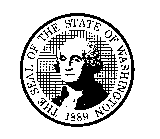 THE SEAL OF THE STATE OF WASHINGTON
1889